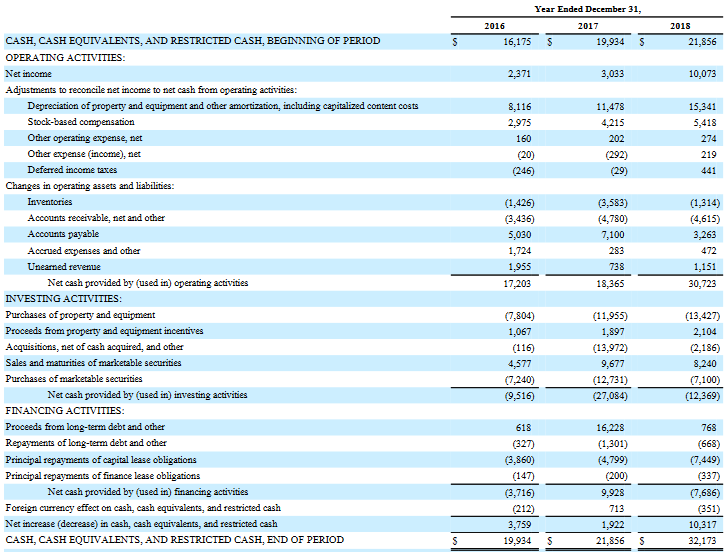 Year Ended December 31,
2016 2017 2018
CASH, CASH EQUIVALENTS, AND RESTRICTED CASH, BEGINNING OF PERIOD $ 16,175 $ 19,934 $ 21,856
OPERATING ACTIVITIES:
Net income 2,371 3,033 10,073
Adjustments to reconcile net income to net cash from operating activities:
Depreciation of property and equipment and other amortization, including capitalized content costs 8,116 11,478 15,341
Stock-based compensation 2,975 4,215 5,418
Other operating expense, net 160 202 274
Other expense (income), net (20) (292) 219
Deferred income taxes (246) (29) 441
Changes in operating assets and liabilities:
Inventories (1,426) (3,583) (1,314)
Accounts receivable, net and other (3,436) (4,780) (4,615)
Accounts payable 5,030 7,100 3,263
Accrued expenses and other 1,724 283 472
Unearned revenue 1,955 738 1,151
Net cash provided by (used in) operating activities 17,203 18,365 30,723
INVESTING ACTIVITIES:
Purchases of property and equipment (7,804) (11,955) (13,427)
Proceeds from property and equipment incentives 1,067 1,897 2,104
Acquisitions, net of cash acquired, and other (116) (13,972) (2,186)
Sales and maturities of marketable securities 4,577 9,677 8,240
Purchases of marketable securities (7,240) (12,731) (7,100)
Net cash provided by (used in) investing activities (9,516) (27,084) (12,369)
FINANCING ACTIVITIES:
Proceeds from long-term debt and other 618 16,228 768
Repayments of long-term debt and other (327) (1,301) (668)
Principal repayments of capital lease obligations (3,860) (4,799) (7,449)
Principal repayments of finance lease obligations (147) (200) (337)
Net cash provided by (used in) financing activities (3,716) 9,928 (7,686)
Foreign currency effect on cash, cash equivalents, and restricted cash (212) 713 (351)
Net increase (decrease) in cash, cash equivalents, and restricted cash 3,759 1,922 10,317
CASH, CASH EQUIVALENTS, AND RESTRICTED CASH, END OF PERIOD $ 19,934 $ 21,856 $ 32,173